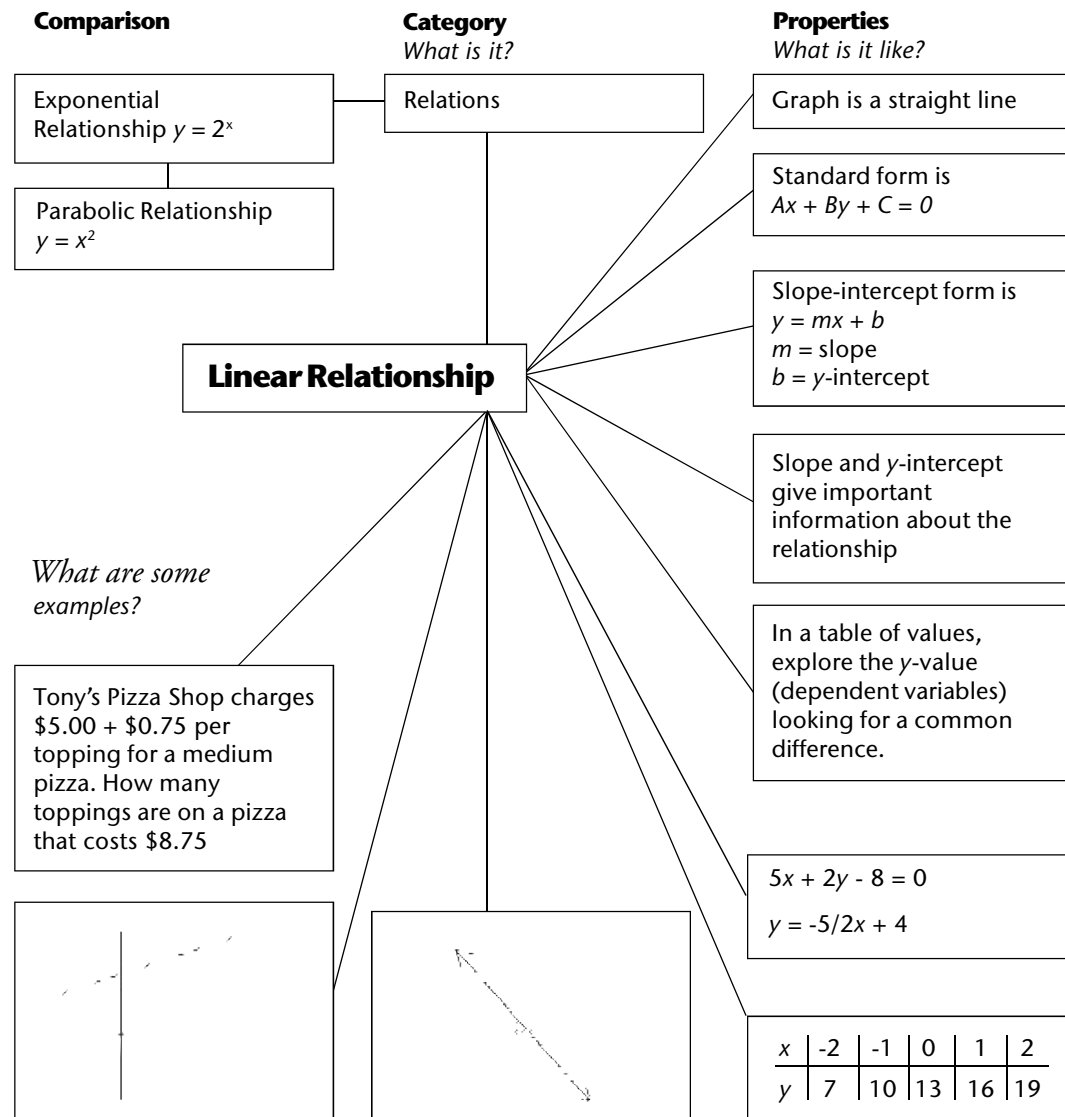 Comparison
Category
What is it?
Properties
What is it like?
Exponential
Relationship y = 2ˣ
Relations
Graph is a straight line
Parabolic Relationship
y = x²
Standard form is
Ax + By + C = 0
Slope-intercept form is
y = mx + b
m = slope
b = y-intercept
Linear Relationship
Slope and y-intercept
give important
information about the
relationship
What are some
examples?
In a table of values,
explore the y-value
(dependent variables)
looking for a common
difference.
Tony's Pizza Shop charges
$5.00 + $0.75 per
topping for a medium
pizza. How many
toppings are on a pizza
that costs $8.75
5x + 2y - 8 = 0
y = -5/2x + 4
x -2 -1 0 1 2
y 7 10 13 16 19